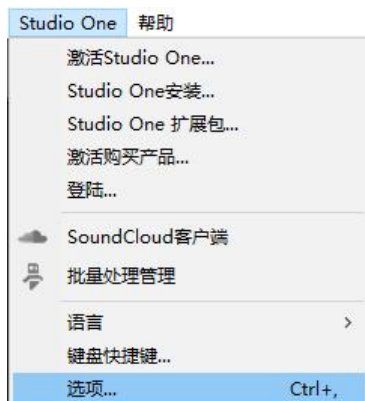 Studio One 帮助
激活Studio One...
Studio One安装...
Studio One 扩展包...
激活购买产品...
登陆...
SoundCloud客户端
批量处理管理
语言
键盘快捷键...
选项... Ctrl+,